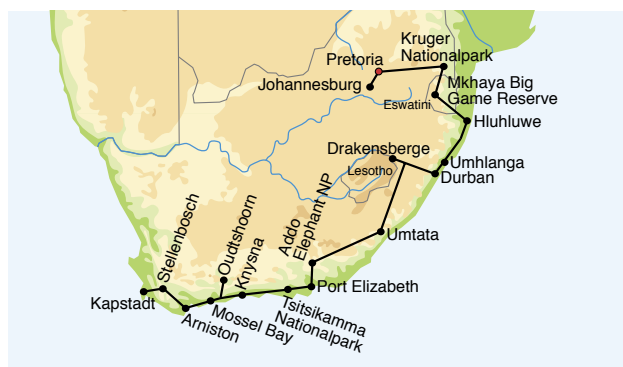 Kruger
Nationalpark
Pretoria
Johannesburg
Mkhaya Big
Game Reserve
Eswatini
Hluhluwe
Drakensberge
Lesotho
Umhlanga
Durban
Umtata
Addo
Elephant NP
Port Elizabeth
Stellenbosch
Oudtshoorn
Knysna
Kapstadt
Arniston
Mossel Bay
Tsitsikamma
Nationalpark